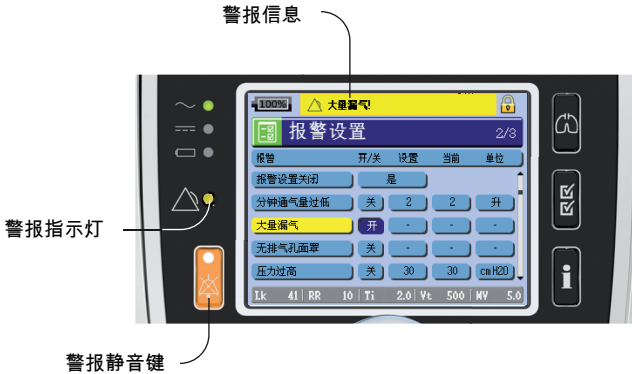 警报信息
100%
大量漏气!
报警设置 2/3
报警 开/关 设置 当前 单位
报警设置关闭 是
分钟通气量过低 关 2 2 升
大量漏气 开 - - -
无排气孔面罩 关 - - -
压力过高 关 30 30 cmH2O
Lk 41 RR 10 Ti 2.0 Vt 500 MV 5.0
警报指示灯
警报静音键